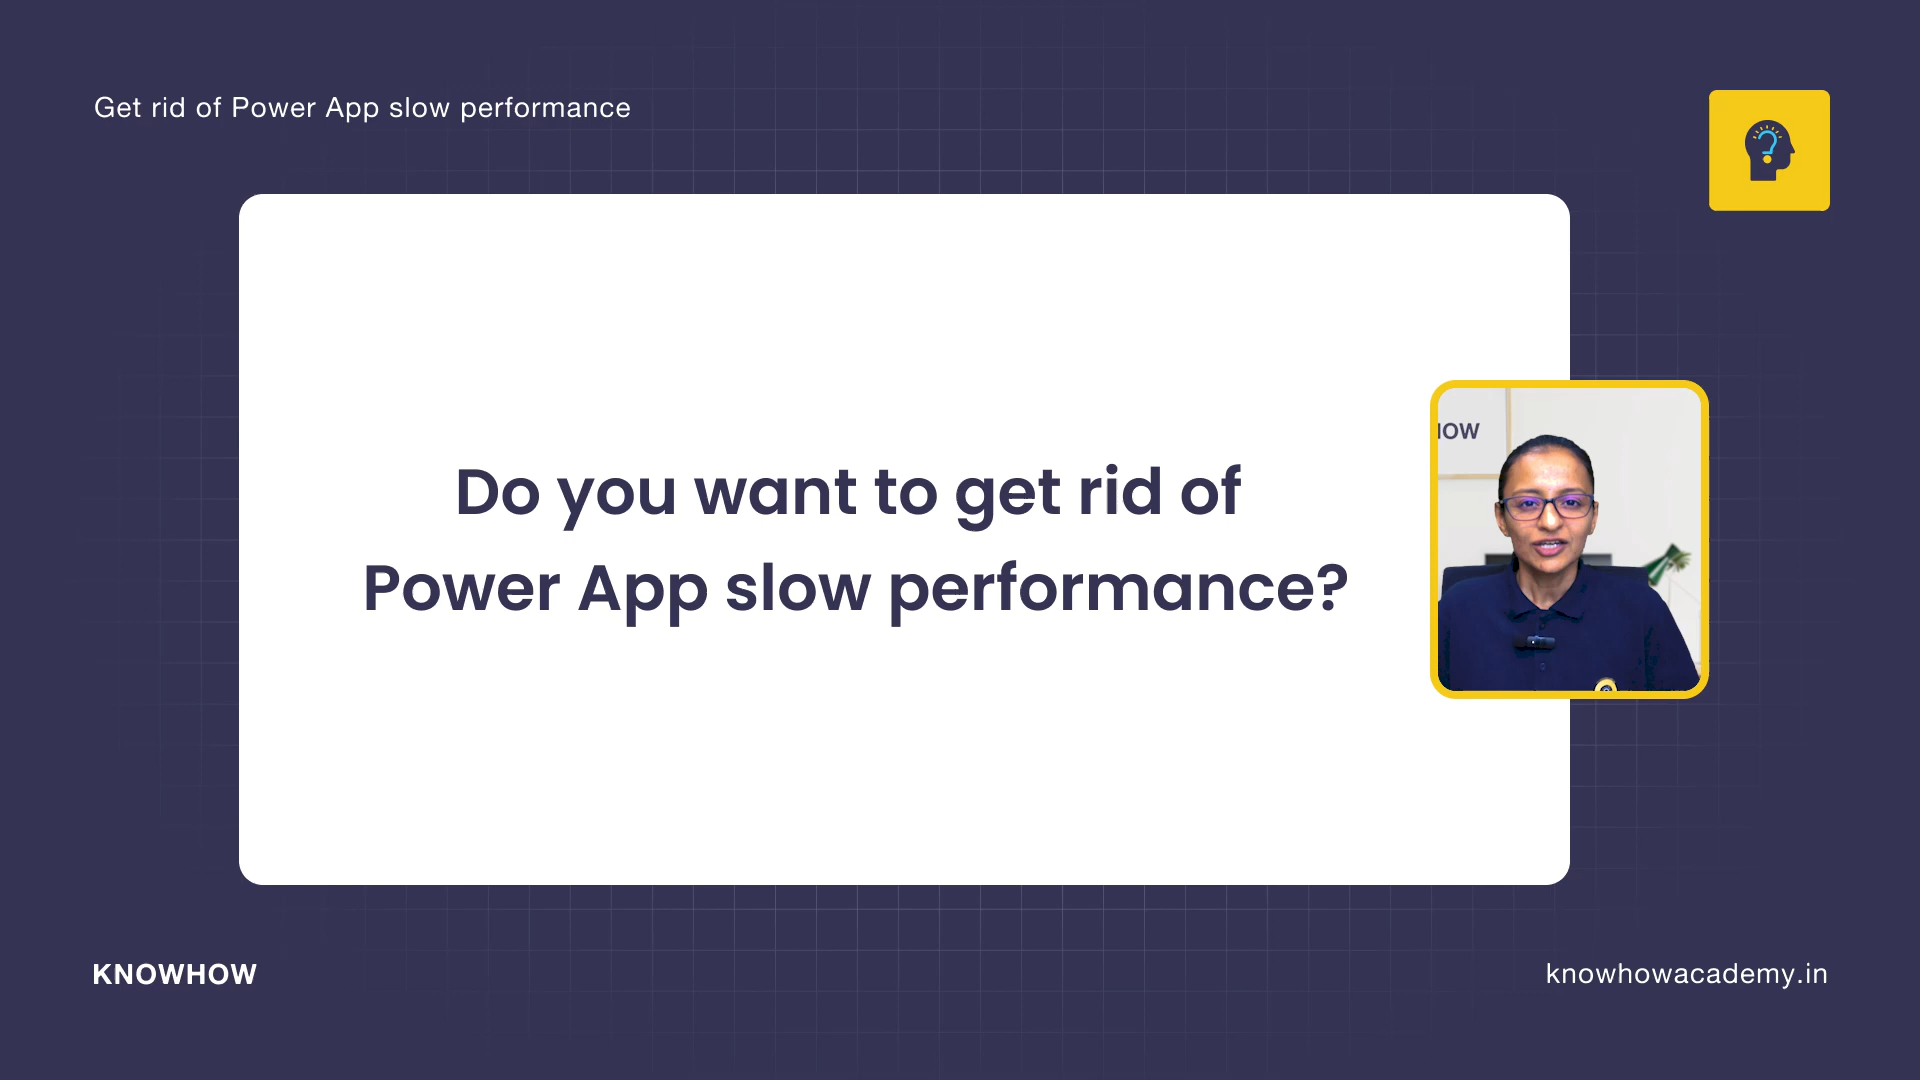 Get rid of Power App slow performance
Do you want to get rid of
Power App slow performance?
OW
KNOWHOW
knowhowacademy.in